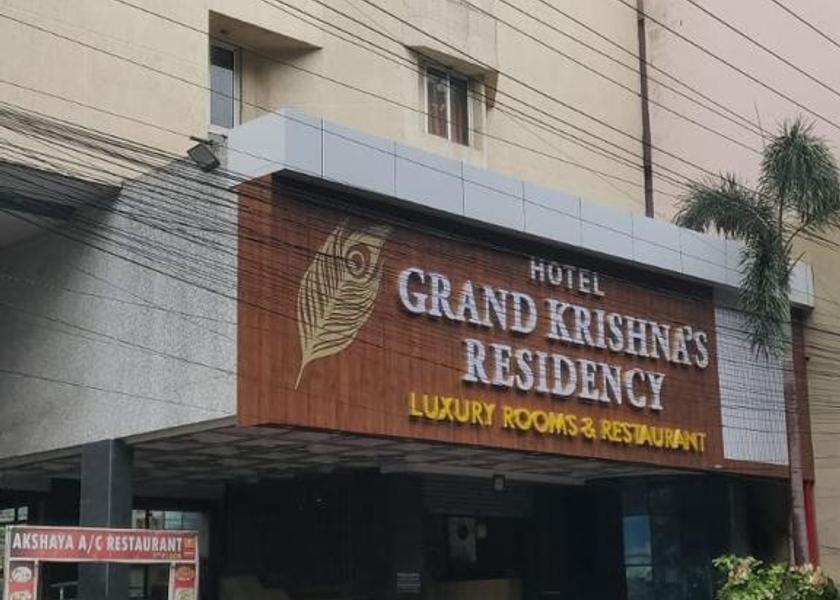 HOTEL
GRAND KRISHNA'S
RESIDENCY
LUXURY ROOMS & RESTAURANT
AKSHAYA A/C RESTAURANT